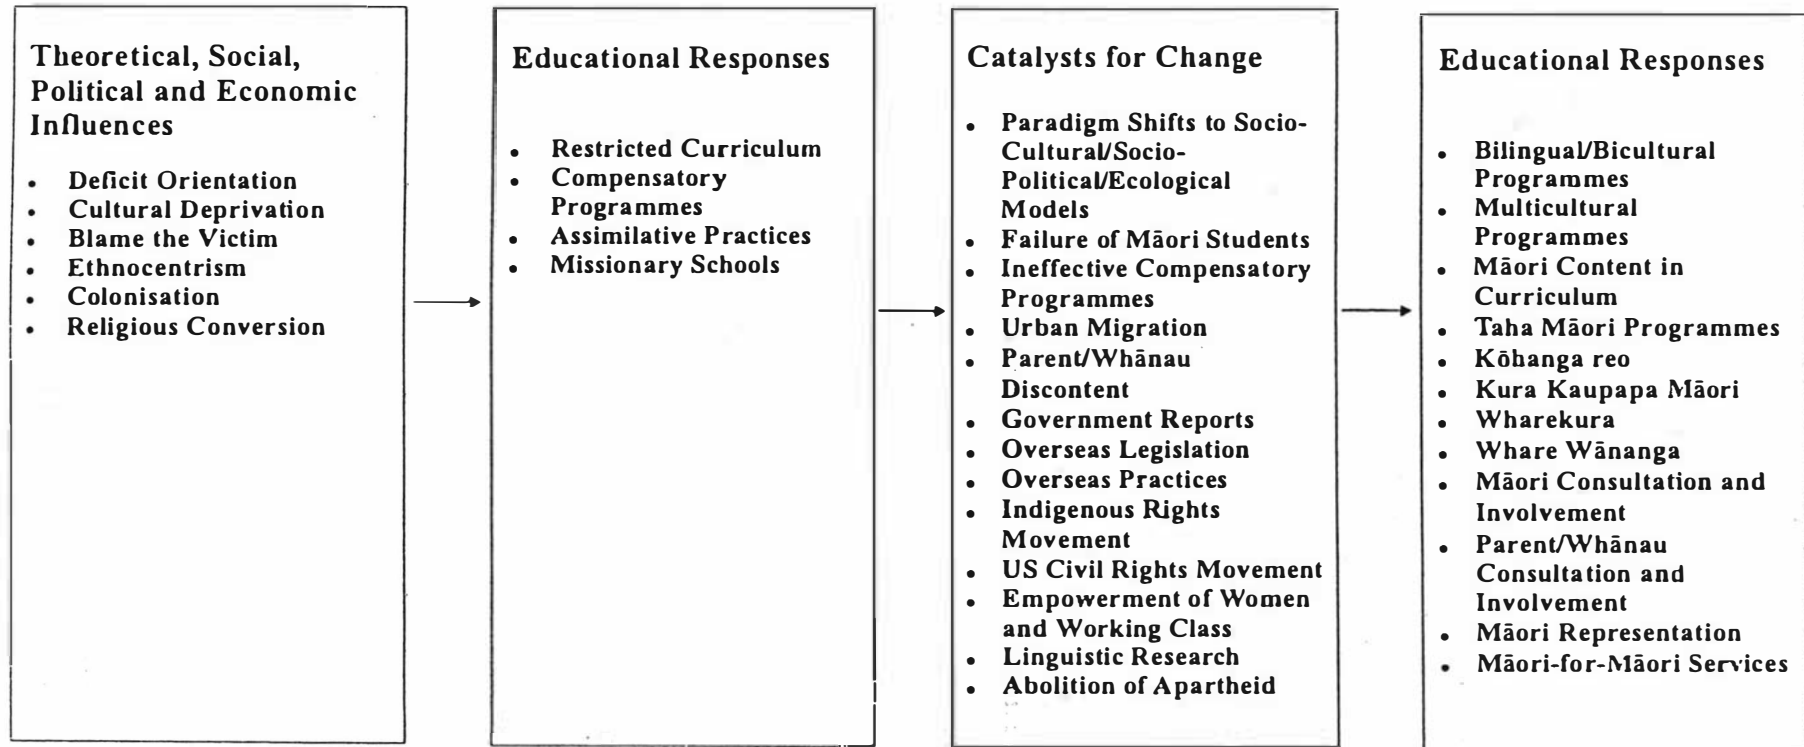 Theoretical, Social,
Political and Economic
Influences
• Deficit Orientation
• Cultural Deprivation
• Blame the Victim
• Ethnocentrism
• Colonisation
• Religious Conversion
Educational Responses
• Restricted Curriculum
• Compensatory
Programmes
• Assimilative Practices
• Missionary Schools
Catalysts for Change
• Paradigm Shifts to Socio-
Cultural/Socio-
Political/Ecological
Models
• Failure of Māori Students
• Ineffective Compensatory
Programmes
• Urban Migration
• Parent/Whānau
Discontent
• Government Reports
• Overseas Legislation
• Overseas Practices
• Indigenous Rights
Movement
• US Civil Rights Movement
• Empowerment of Women
and Working Class
• Linguistic Research
• Abolition of Apartheid
Educational Responses
• Bilingual/Bicultural
Programmes
• Multicultural
Programmes
• Māori Content in
Curriculum
• Taha Māori Programmes
• Kōhanga reo
• Kura Kaupapa Māori
• Wharekura
• Whare Wānanga
• Māori Consultation and
Involvement
• Parent/Whānau
Consultation and
Involvement
• Māori Representation
• Māori-for-Māori Services